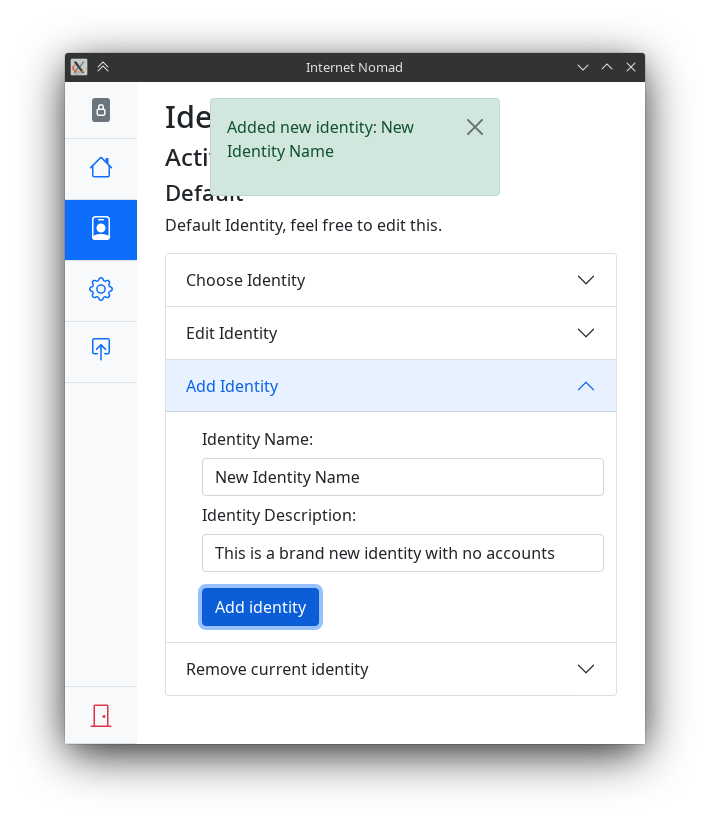 Internet Nomad
Added new identity: New
Identity Name
Default
Default Identity, feel free to edit this.
Choose Identity
Edit Identity
Add Identity
Identity Name:
New Identity Name
Identity Description:
This is a brand new identity with no accounts
Add identity
Remove current identity